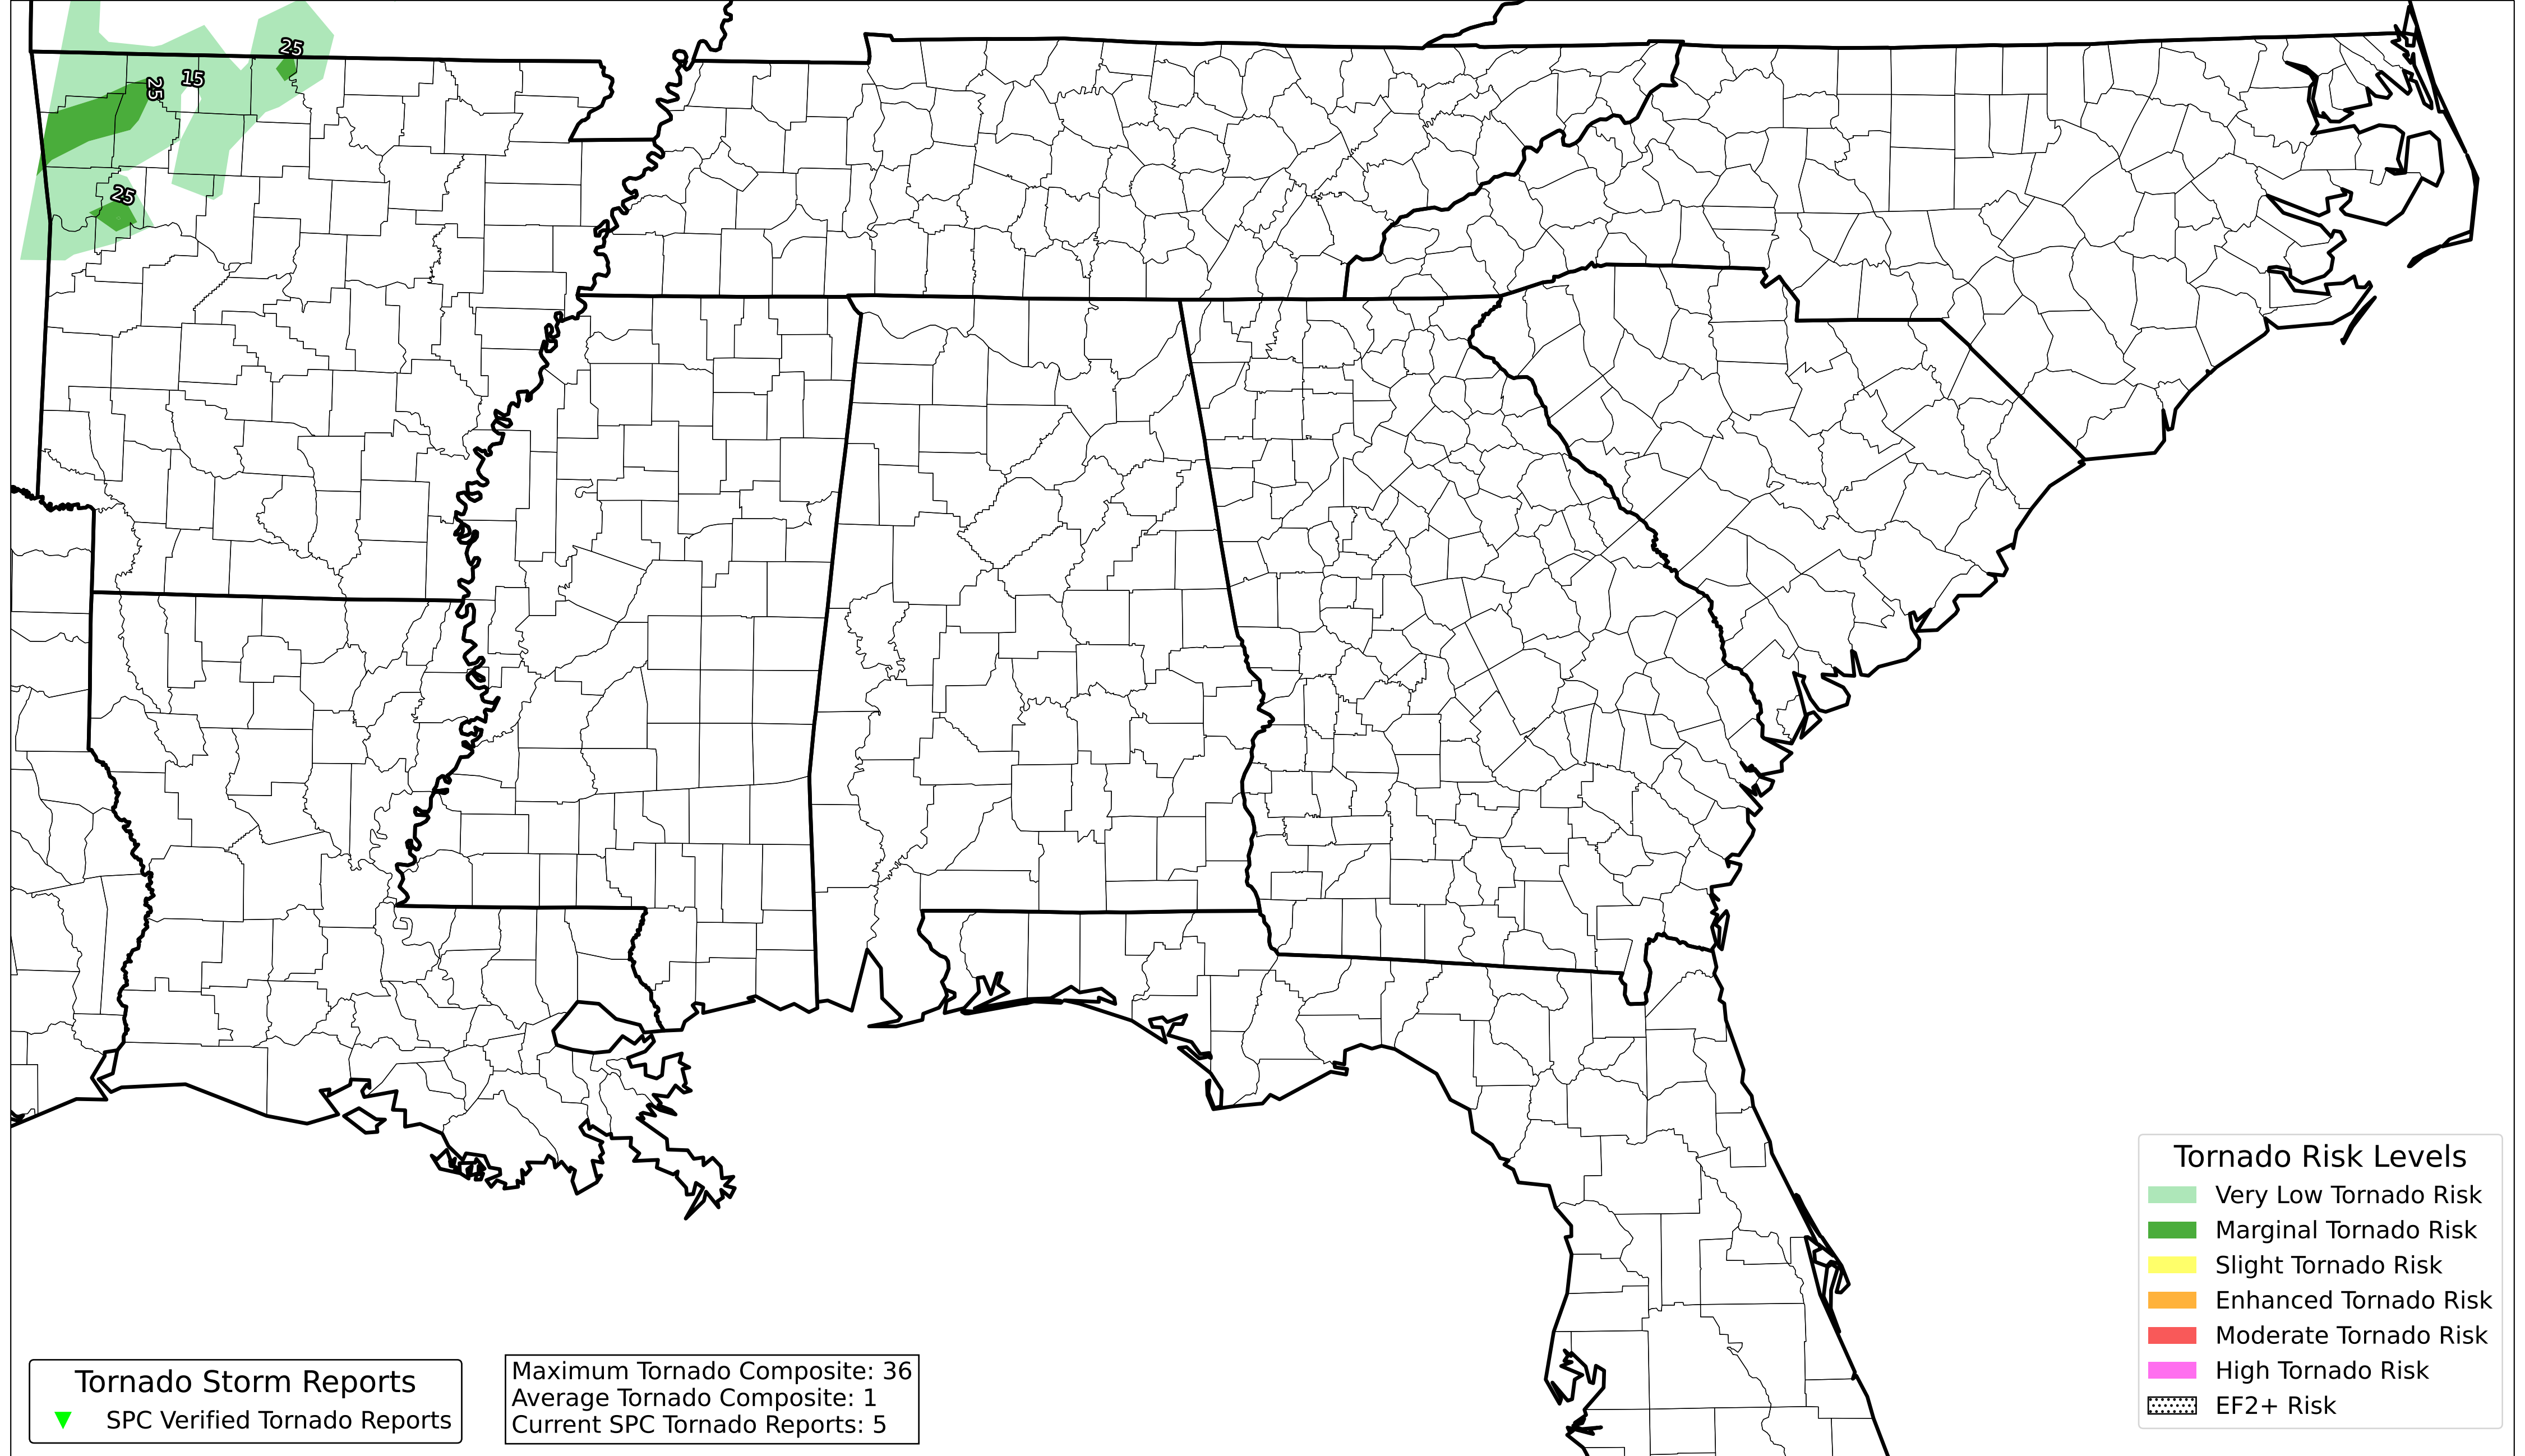 25
25
15
25
Tornado Risk Levels
Very Low Tornado Risk
Marginal Tornado Risk
Slight Tornado Risk
Enhanced Tornado Risk
Moderate Tornado Risk
High Tornado Risk
EF2+ Risk
Tornado Storm Reports
SPC Verified Tornado Reports
Maximum Tornado Composite: 36
Average Tornado Composite: 1
Current SPC Tornado Reports: 5